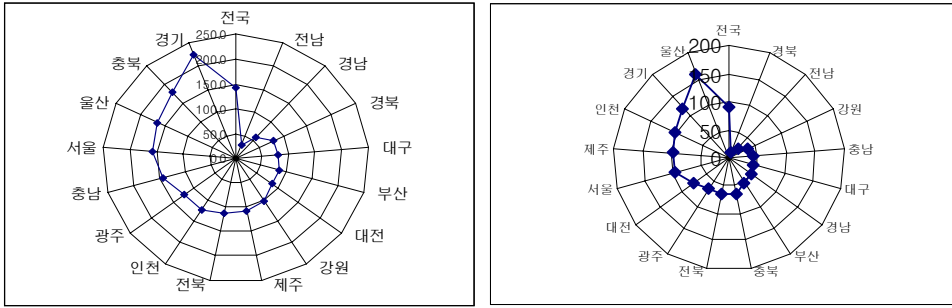 전국
전남
경남
경북
대구
부산
대전
강원
제주
전북
인천
광주
충남
서울
울산
충북
경기
250.0
200.0
150.0
100.0
50.0
0.0
전국
경북
전남
강원
충남
대구
경남
부산
충북
전북
광주
대전
서울
제주
인천
경기
울산
200
150
100
50
0